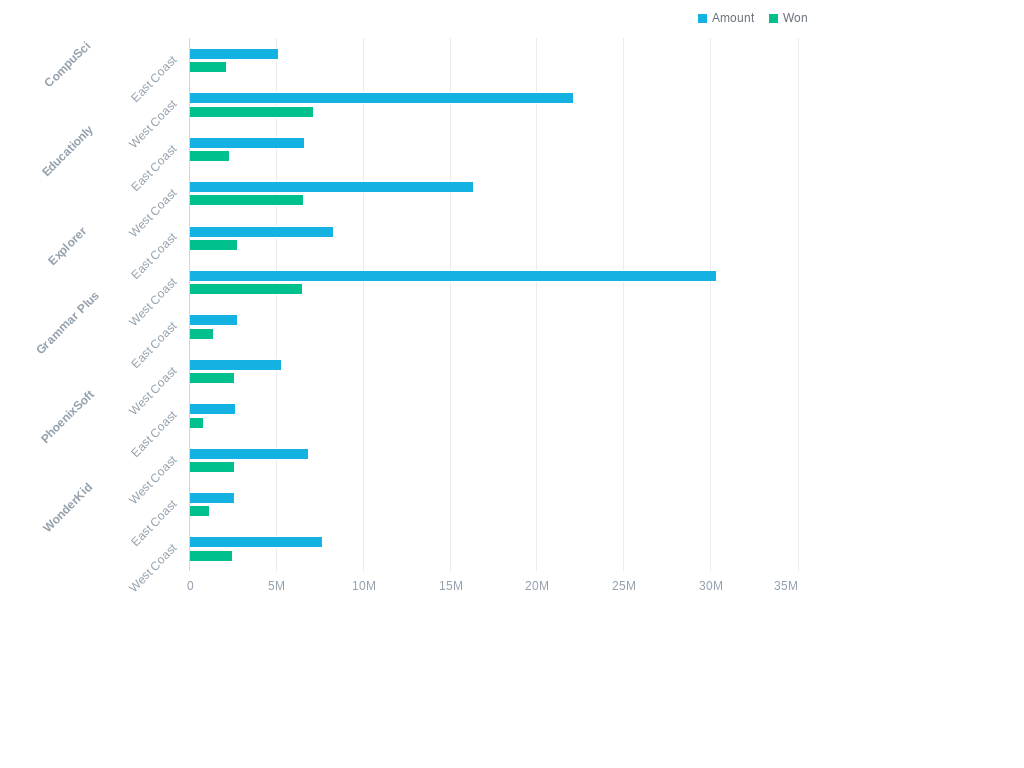 Amount Won
CompuSci
East Coast
West Coast
Educationly
East Coast
West Coast
Explorer
East Coast
West Coast
Grammar Plus
East Coast
West Coast
PhoenixSoft
East Coast
West Coast
WonderKid
East Coast
West Coast
0 5M 10M 15M 20M 25M 30M 35M